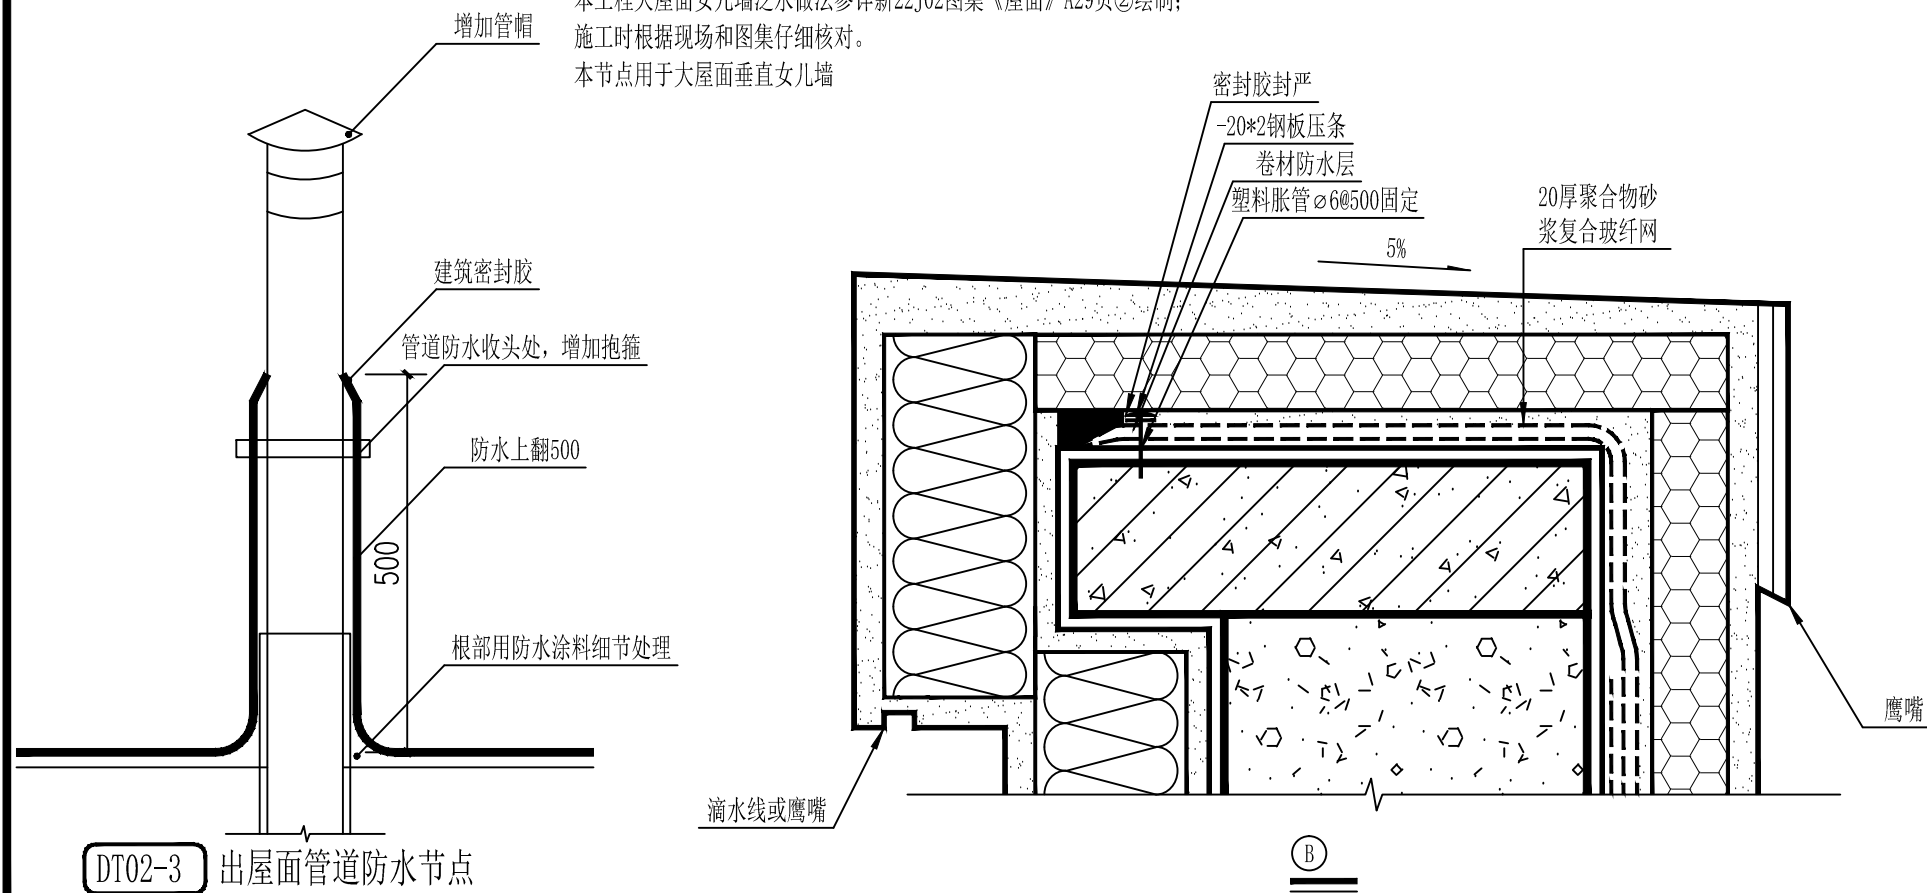 增加管帽
本工程大屋面女儿墙泛水做法参详新22J02图集《屋面》A29页②绘制;
施工时根据现场和图集仔细核对。
本节点用于大屋面垂直女儿墙
密封胶封严
-20*2钢板压条
卷材防水层
塑料胀管⌀6@500固定
20厚聚合物砂
浆复合玻纤网
5%
建筑密封胶
管道防水收头处，增加抱箍
防水上翻500
500
根部用防水涂料细节处理
鹰嘴
滴水线或鹰嘴
DT02-3 出屋面管道防水节点
B